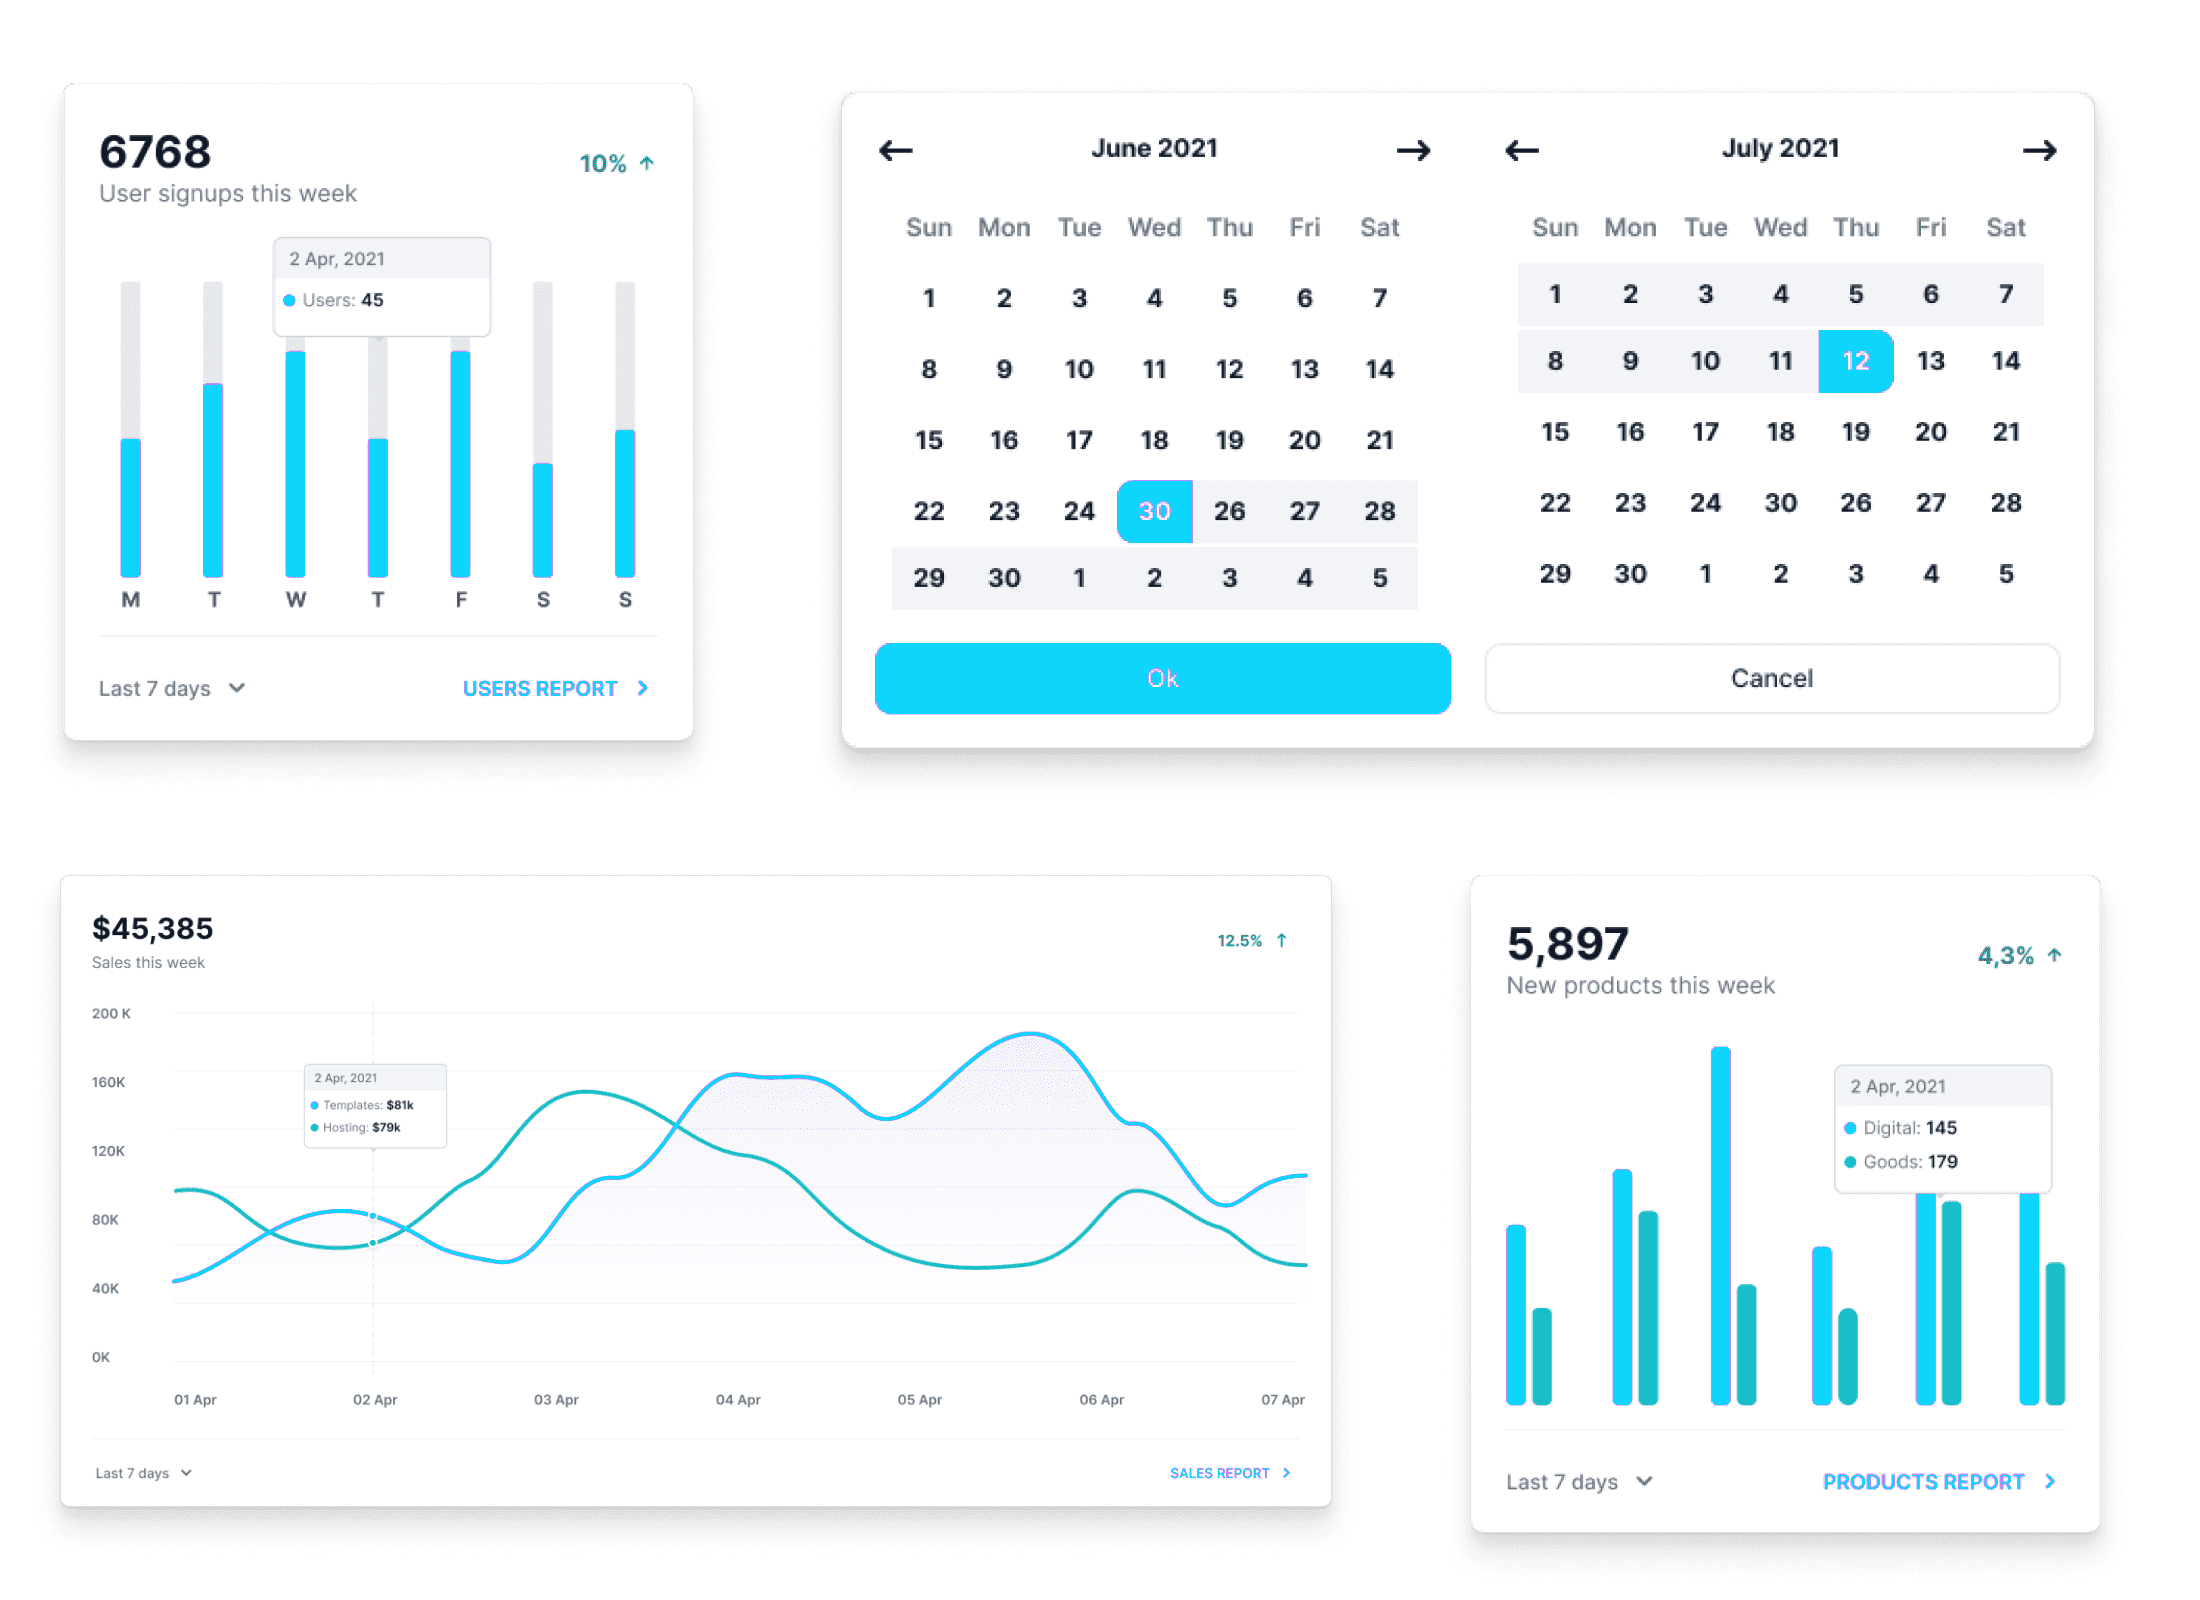 6768
User signups this week
10%
2 Apr, 2021
Users: 45
M T W T F S S
Last 7 days
USERS REPORT
June 2021
Sun Mon Tue Wed Thu Fri Sat
1 2 3 4 5 6 7
8 9 10 11 12 13 14
15 16 17 18 19 20 21
22 23 24 30 26 27 28
29 30 1 2 3 4 5
July 2021
Sun Mon Tue Wed Thu Fri Sat
1 2 3 4 5 6 7
8 9 10 11 12 13 14
15 16 17 18 19 20 21
22 23 24 30 26 27 28
29 30 1 2 3 4 5
Ok
Cancel
$45,385
Sales this week
12.5%
200 K
160K
120K
80K
40K
0K
2 Apr, 2021
Templates: $81k
Hosting: $79k
01 Apr 02 Apr 03 Apr 04 Apr 05 Apr 06 Apr 07 Apr
Last 7 days
SALES REPORT
5,897
New products this week
4,3%
2 Apr, 2021
Digital: 145
Goods: 179
Last 7 days
PRODUCTS REPORT